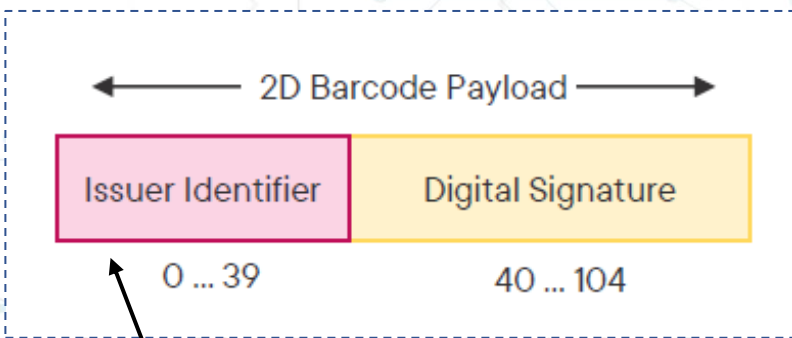 2D Barcode Payload
Issuer Identifier Digital Signature
0 ... 39 40 ... 104